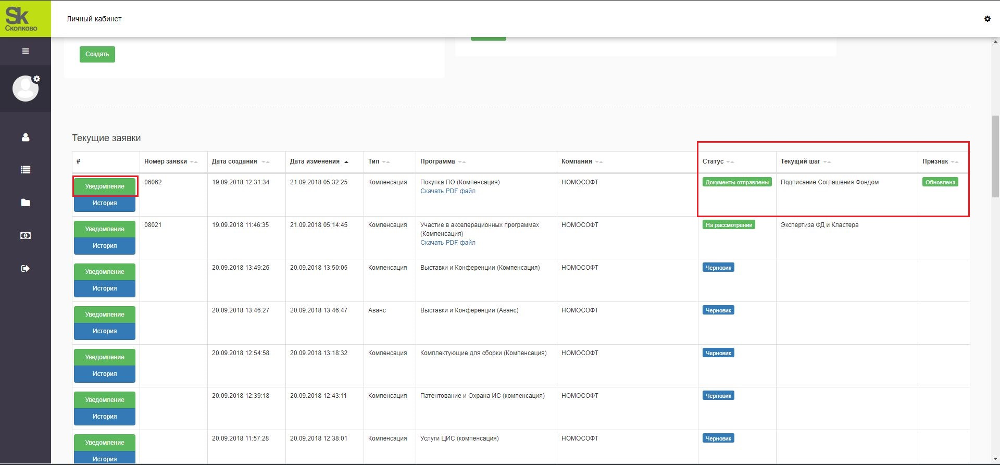 Sk
Сколково
Личный кабинет
Создать
Текущие заявки
# Номер заявки Дата создания Дата изменения Тип Программа Компания Статус Текущий шаг Признак
Уведомление 06062 19.09.2018 12:31:34 21.09.2018 05:32:25 Компенсация Покупка ПО (Компенсация) НОМОСОФТ Документы отправлены Подписание Соглашения Фондом Обновлена
Скачать PDF файл
История
Уведомление 08021 19.09.2018 11:46:35 21.09.2018 05:14:45 Компенсация Участие в акселерационных программах НОМОСОФТ На рассмотрении Экспертиза ФД и Кластера
(Компенсация)
Скачать PDF файл
История
Уведомление 20.09.2018 13:49:26 20.09.2018 13:50:05 Компенсация Выставки и Конференции (Компенсация) НОМОСОФТ Черновик
История
Уведомление 20.09.2018 13:46:27 20.09.2018 13:46:47 Аванс Выставки и Конференции (Аванс) НОМОСОФТ Черновик
История
Уведомление 20.09.2018 12:54:58 20.09.2018 13:18:32 Компенсация Комплектующие для сборки (Компенсация) НОМОСОФТ Черновик
История
Уведомление 20.09.2018 12:39:18 20.09.2018 12:43:11 Компенсация Патентование и Охрана ИС (компенсация) НОМОСОФТ Черновик
История
Уведомление 20.09.2018 11:57:28 20.09.2018 12:38:01 Компенсация Услуги ЦИС (компенсация) НОМОСОФТ Черновик
История